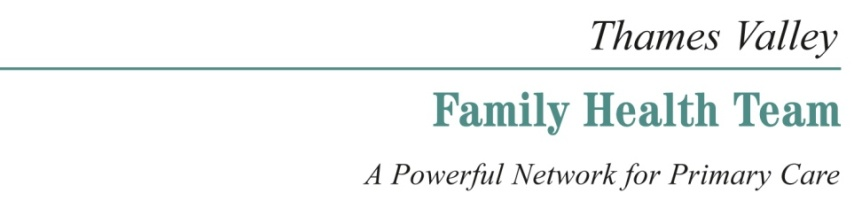 Thames Valley
Family Health Team
A Powerful Network for Primary Care